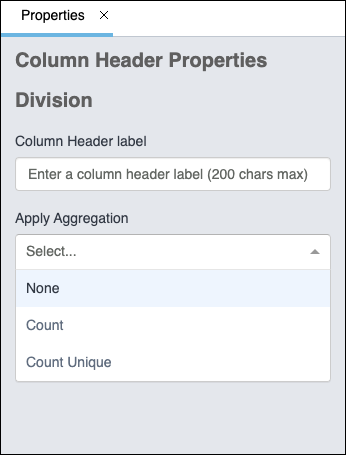 Properties ×
Column Header Properties
Division
Column Header label
Enter a column header label (200 chars max)
Apply Aggregation
Select...
None
Count
Count Unique